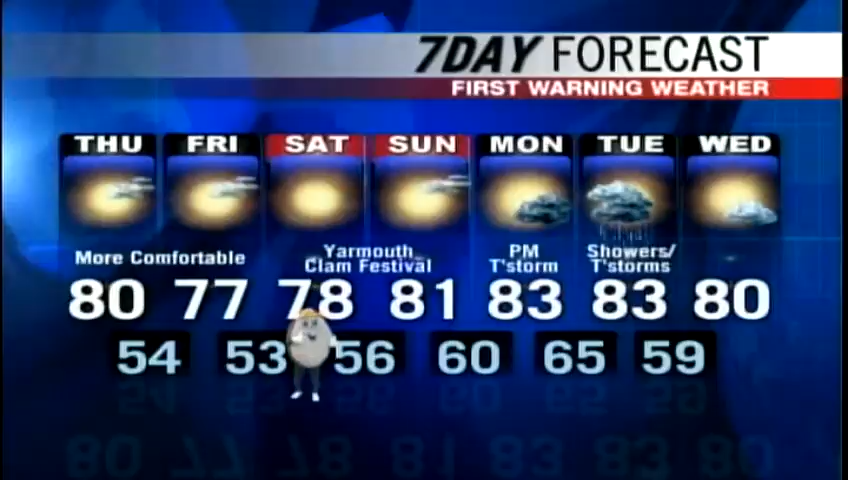 7DAY FORECAST
FIRST WARNING WEATHER
THU FRI SAT SUN MON TUE WED
More Comfortable
Yarmouth
Clam Festival
PM
T'storm
Showers/
T'storms
80 77 78 81 83 83 80
54 53 56 60 65 59